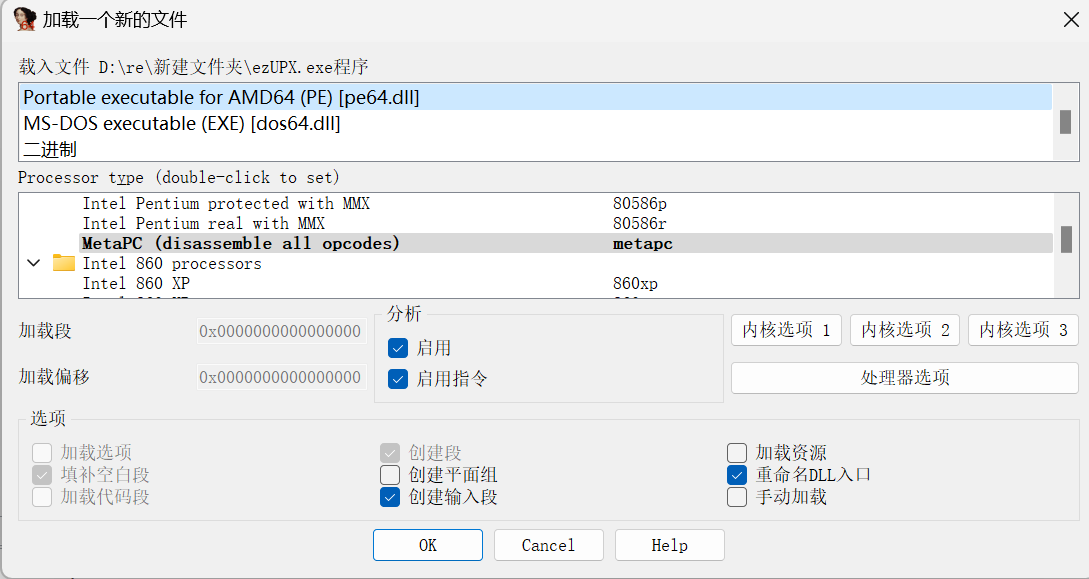 加载一个新的文件
载入文件 D:\re\新建文件夹\ezUPX.exe程序
Portable executable for AMD64 (PE) [pe64.dll]
MS-DOS executable (EXE) [dos64.dll]
二进制
Processor type (double-click to set)
Intel Pentium protected with MMX 80586p
Intel Pentium real with MMX 80586r
MetaPC (disassemble all opcodes) metapc
Intel 860 processors
Intel 860 XP 860xp
加载段 0x0000000000000000
加载偏移 0x0000000000000000
分析
启用
启用指令
内核选项 1 内核选项 2 内核选项 3
处理器选项
选项
加载选项 创建段 加载资源
填补空白段 创建平面组 重命名DLL入口
加载代码段 创建输入段 手动加载
OK Cancel Help